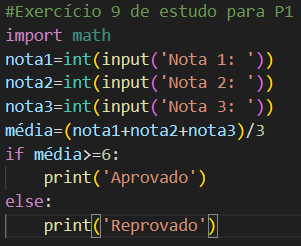 #Exercício 9 de estudo para P1
import math
nota1=int(input('Nota 1: '))
nota2=int(input('Nota 2: '))
nota3=int(input('Nota 3: '))
média=(nota1+nota2+nota3)/3
if média>=6:
    print('Aprovado')
else:
    print('Reprovado')